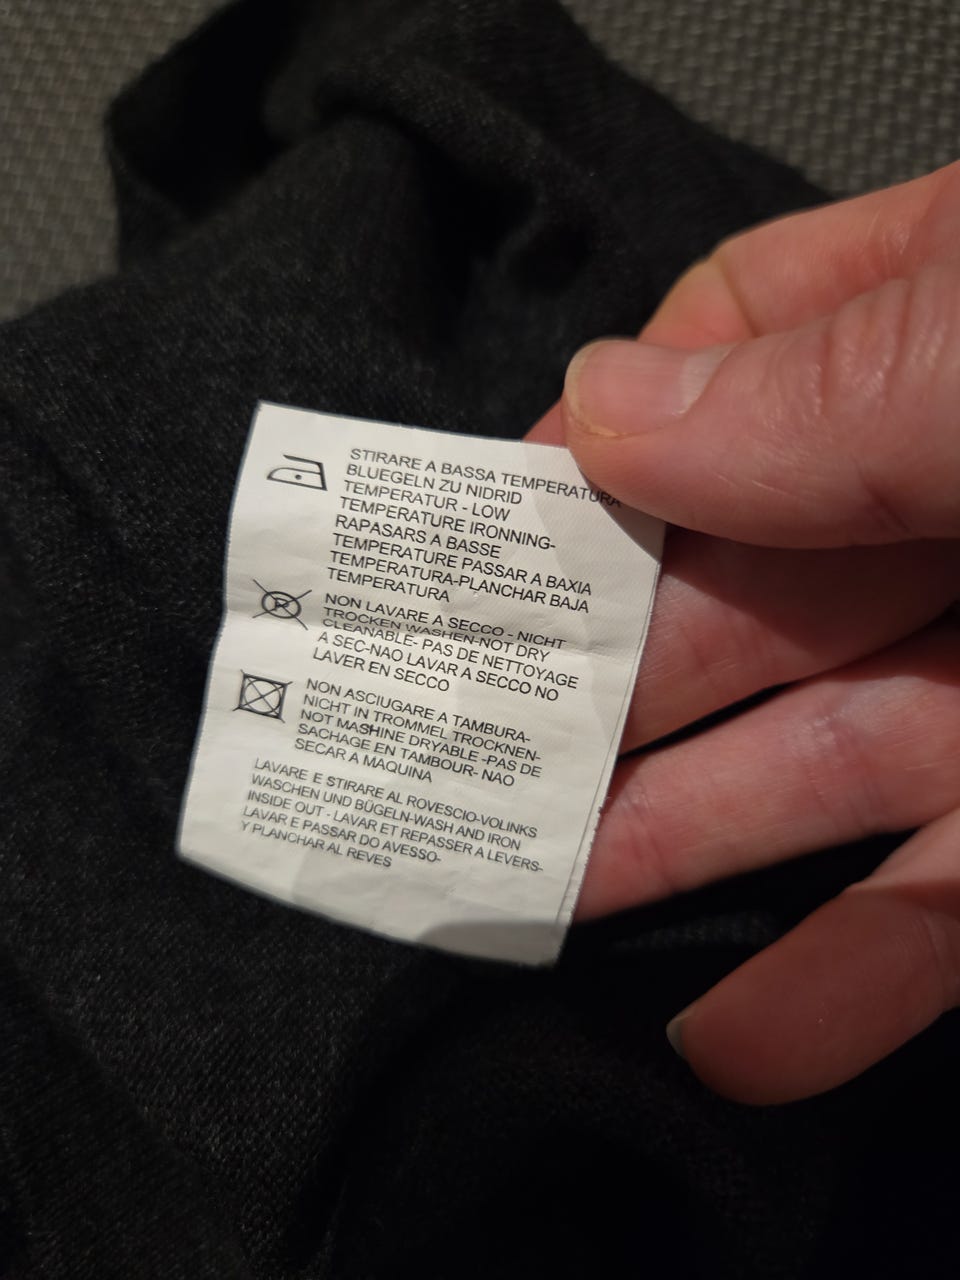 STIRARE A BASSA TEMPERATURA
BLUEGELN ZU NIDRID
TEMPERATUR - LOW
TEMPERATURE IRONNING-
RAPASARS A BASSE
TEMPERATURE PASSAR A BAXIA
TEMPERATURA-PLANCHAR BAJA
TEMPERATURA
R
NON LAVARE A SECCO - NICHT
TROCKEN WASHEN-NOT DRY
CLEANABLE- PAS DE NETTOYAGE
A SEC-NAO LAVAR A SECCO NO
LAVER EN SECCO
NON ASCIUGARE A TAMBURA-
NICHT IN TROMMEL TROCKNEN-
NOT MASHINE DRYABLE -PAS DE
SACHAGE EN TAMBOUR- NAO
SECAR A MAQUINA
LAVARE E STIRARE AL ROVESCIO-VOLINKS
WASCHEN UND BÜGELN-WASH AND IRON
INSIDE OUT - LAVAR ET REPASSER A LEVERS-
LAVAR E PASSAR DO AVESSO-
Y PLANCHAR AL REVES